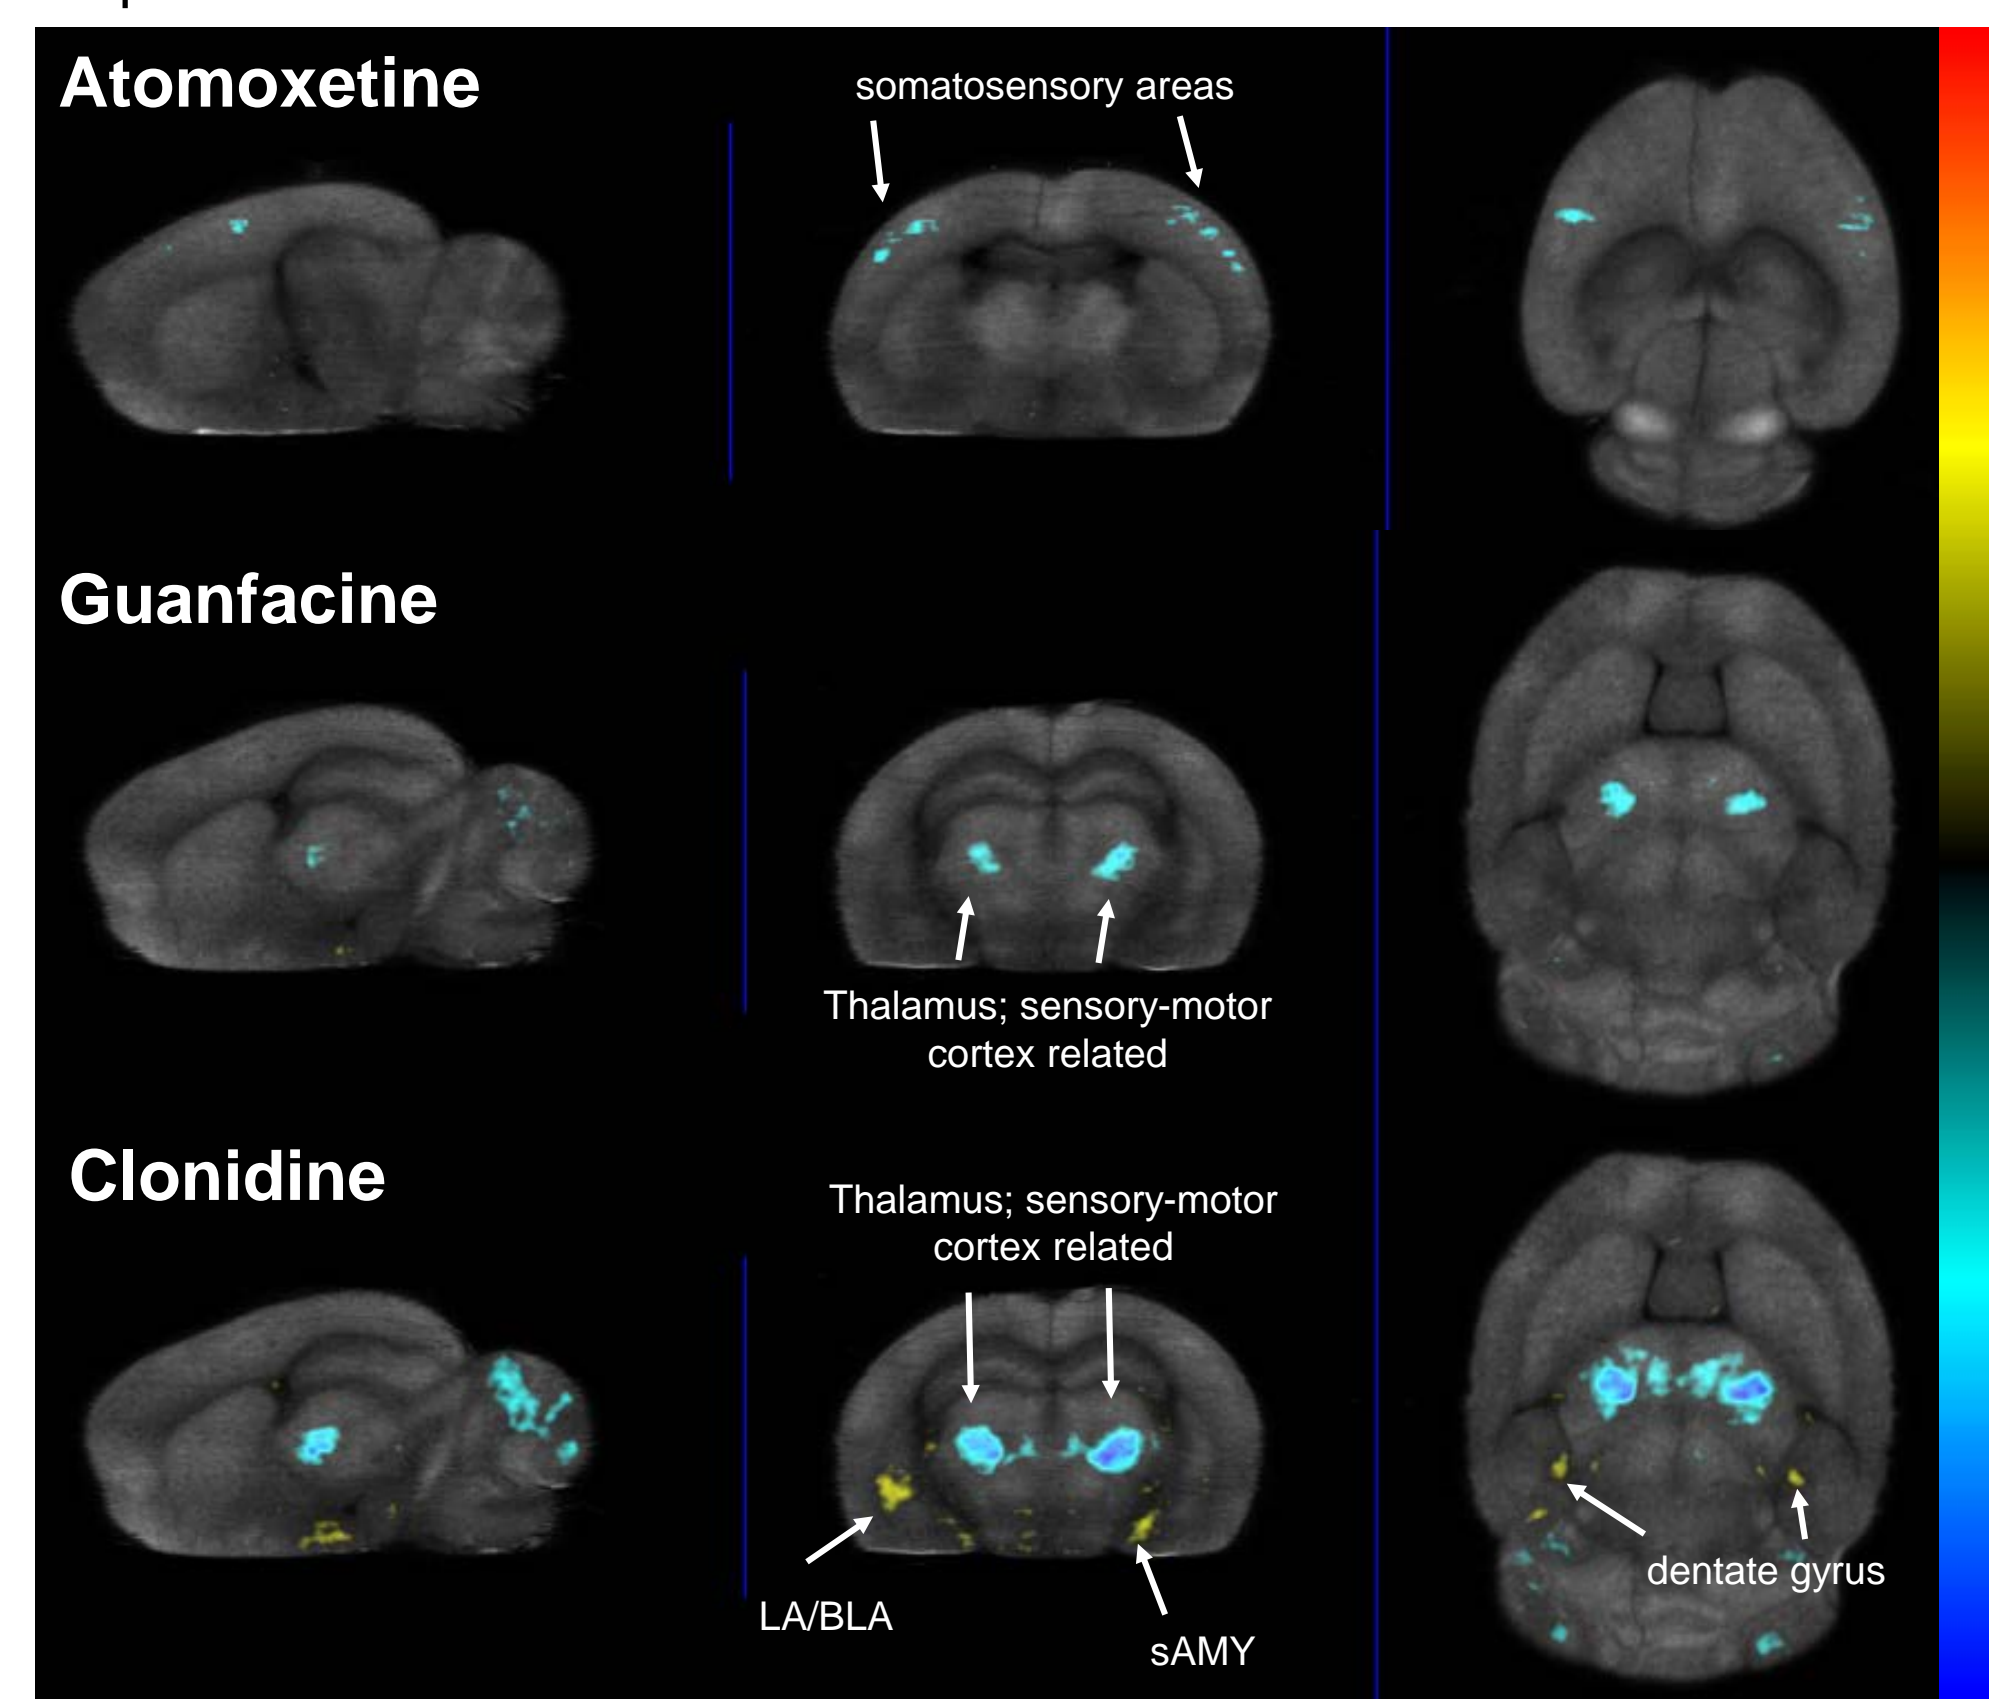 Atomoxetine
somatosensory areas
Guanfacine
Thalamus; sensory-motor
cortex related
Clonidine
Thalamus; sensory-motor
cortex related
dentate gyrus
LA/BLA
sAMY